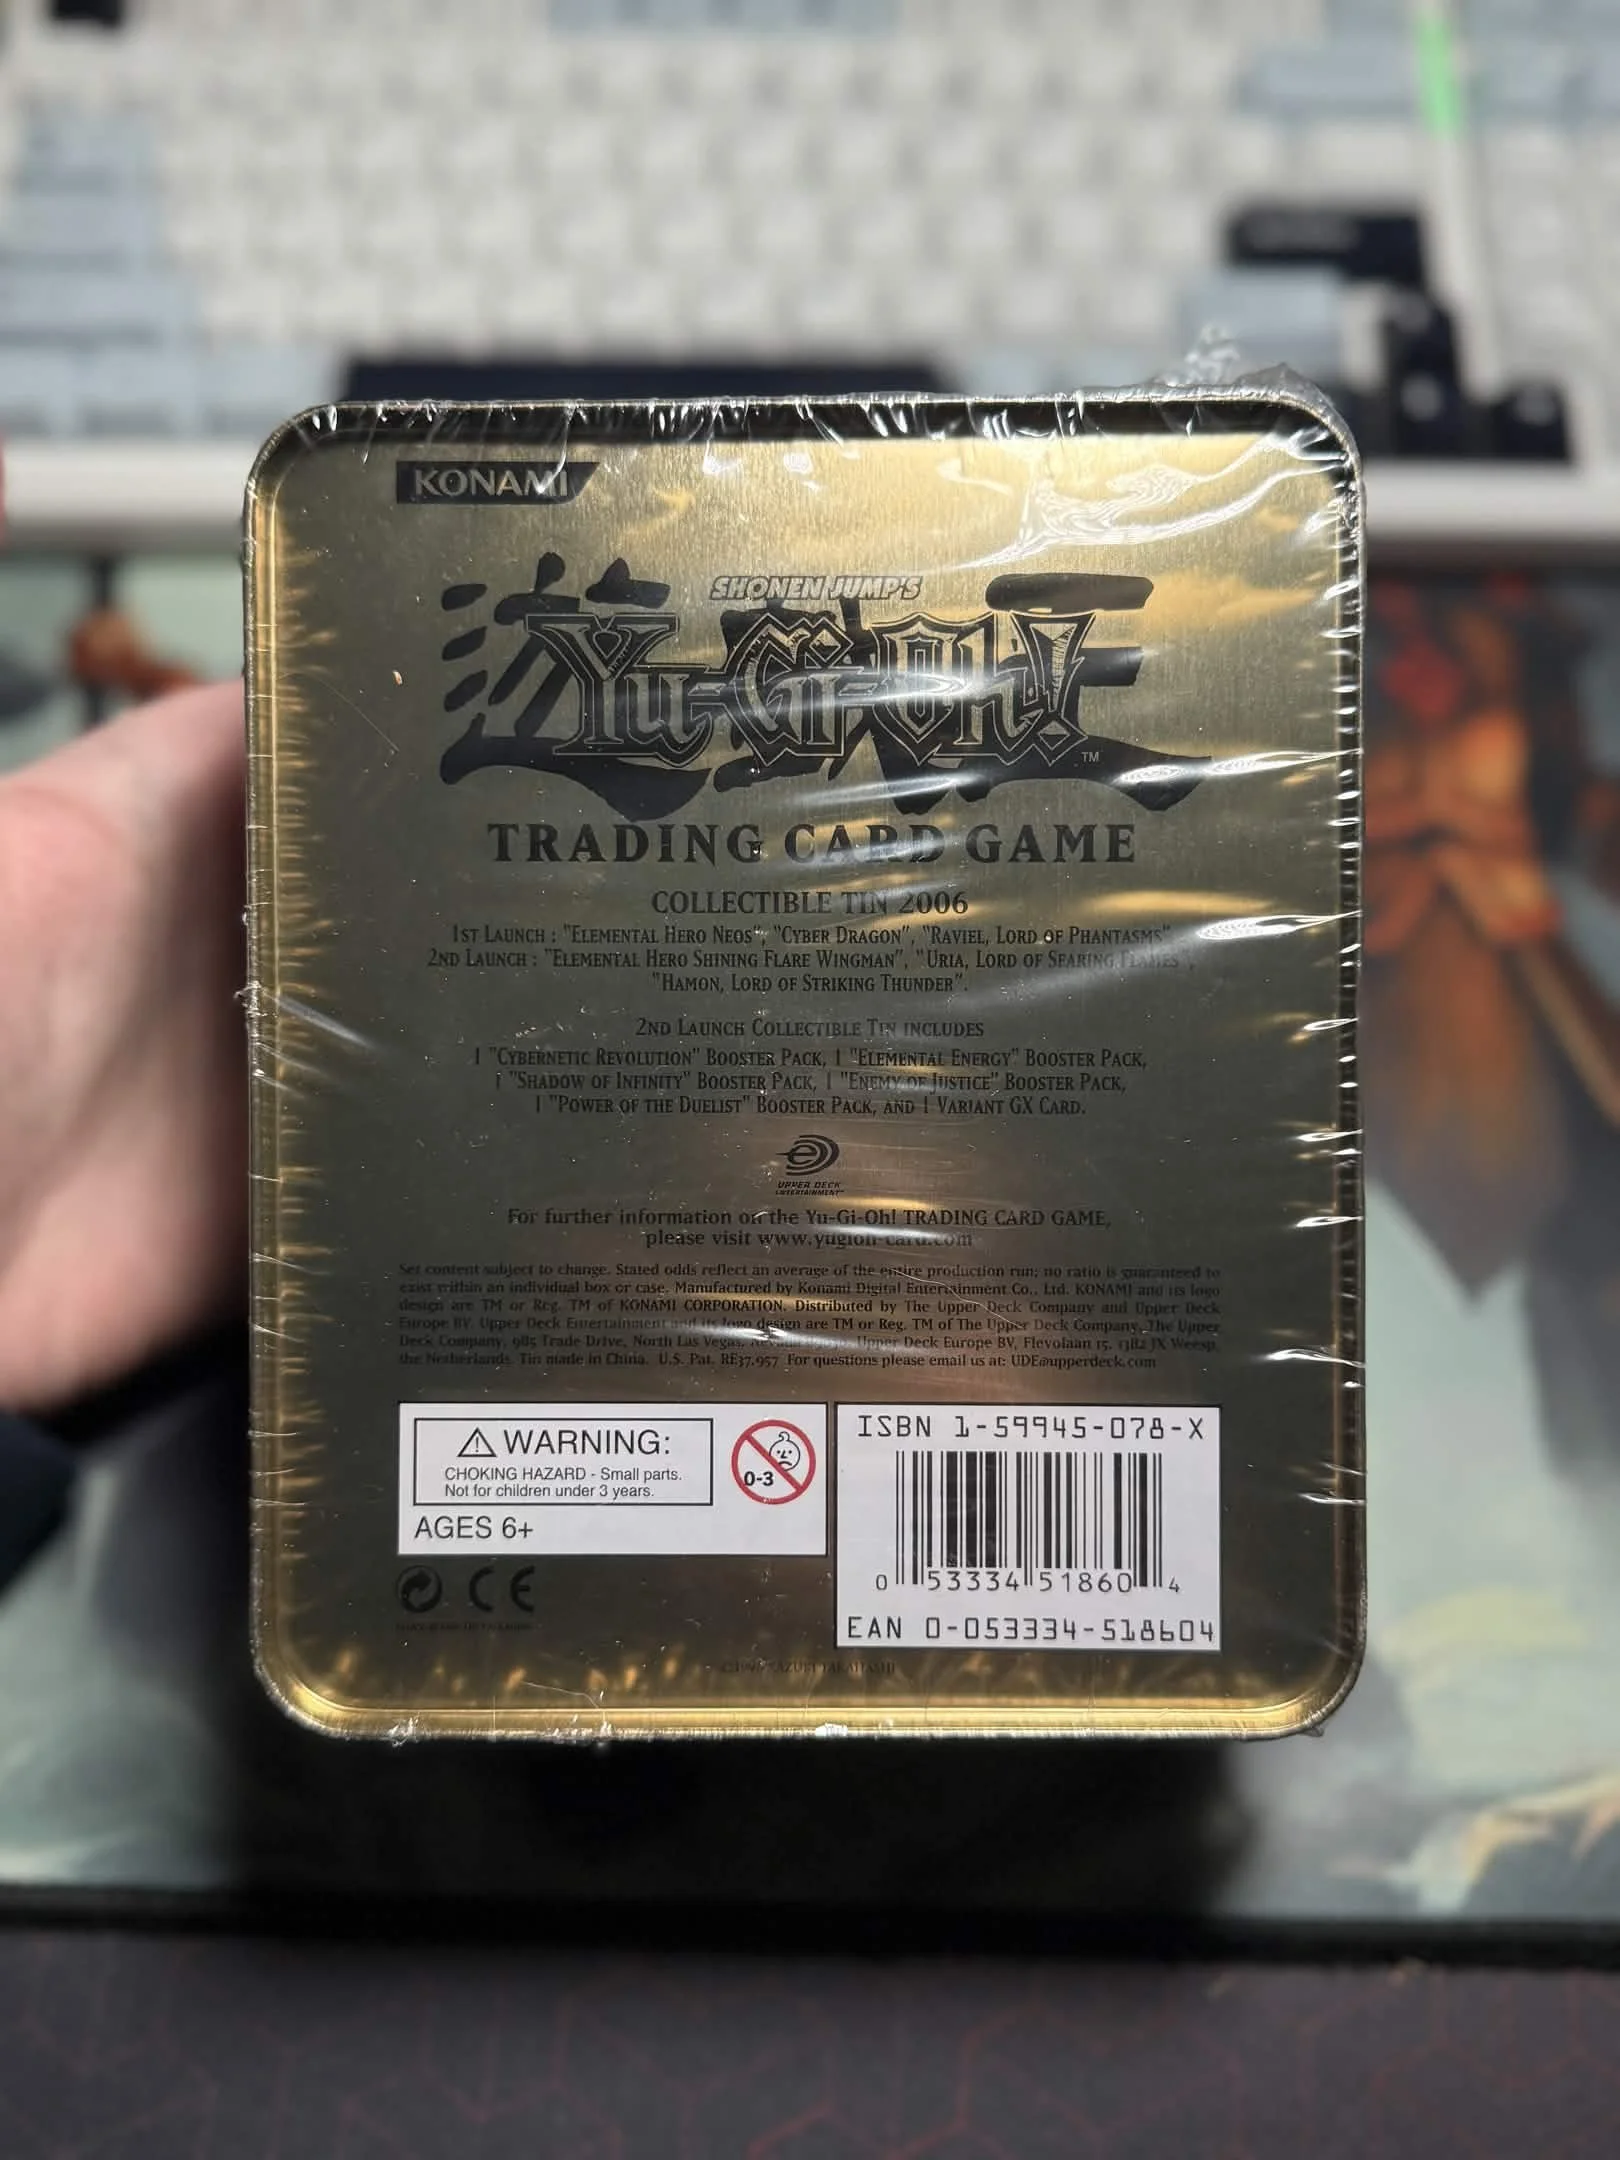 KONAMI
SHONEN JUMP'S
Yu-Gi-Oh!
TM
TRADING CARD GAME
COLLECTIBLE TIN 2006
1ST LAUNCH : "ELEMENTAL HERO NEOS", "CYBER DRAGON", "RAVIEL, LORD OF PHANTASMS"
2ND LAUNCH : "ELEMENTAL HERO SHINING FLARE WINGMAN", "URIA, LORD OF SEARING FLAMES",
"HAMON, LORD OF STRIKING THUNDER".
2ND LAUNCH COLLECTIBLE TIN INCLUDES
1 "CYBERNETIC REVOLUTION" BOOSTER PACK, 1 "ELEMENTAL ENERGY" BOOSTER PACK,
1 "SHADOW OF INFINITY" BOOSTER PACK, 1 "ENEMY OF JUSTICE" BOOSTER PACK,
1 "POWER OF THE DUELIST" BOOSTER PACK, AND 1 VARIANT GX CARD.
e
UPPER DECK
ENTERTAINMENT
For further information on the Yu-Gi-Oh! TRADING CARD GAME,
please visit www.yugioh-card.com
Set content subject to change. Stated odds reflect an average of the entire production run; no ratio is guaranteed to
exist within an individual box or case. Manufactured by Konami Digital Entertainment Co., Ltd. KONAMI and its logo
design are TM or Reg. TM of KONAMI CORPORATION. Distributed by The Upper Deck Company and Upper Deck
Europe BV. Upper Deck Entertainment and its logo design are TM or Reg. TM of The Upper Deck Company. The Upper
Deck Company, 985 Trade Drive, North Las Vegas, Upper Deck Europe BV, Flevolaan 15, 1382 JX Weesp,
the Netherlands. Tin made in China. U.S. Pat. RE37,957 For questions please email us at: UDE@upperdeck.com
WARNING:
CHOKING HAZARD - Small parts.
Not for children under 3 years.
0-3
AGES 6+
CE
ISBN 1-59945-078-X
0 53334 51860 4
EAN 0-053334-518604
©1996 KAZUKI TAKAHASHI